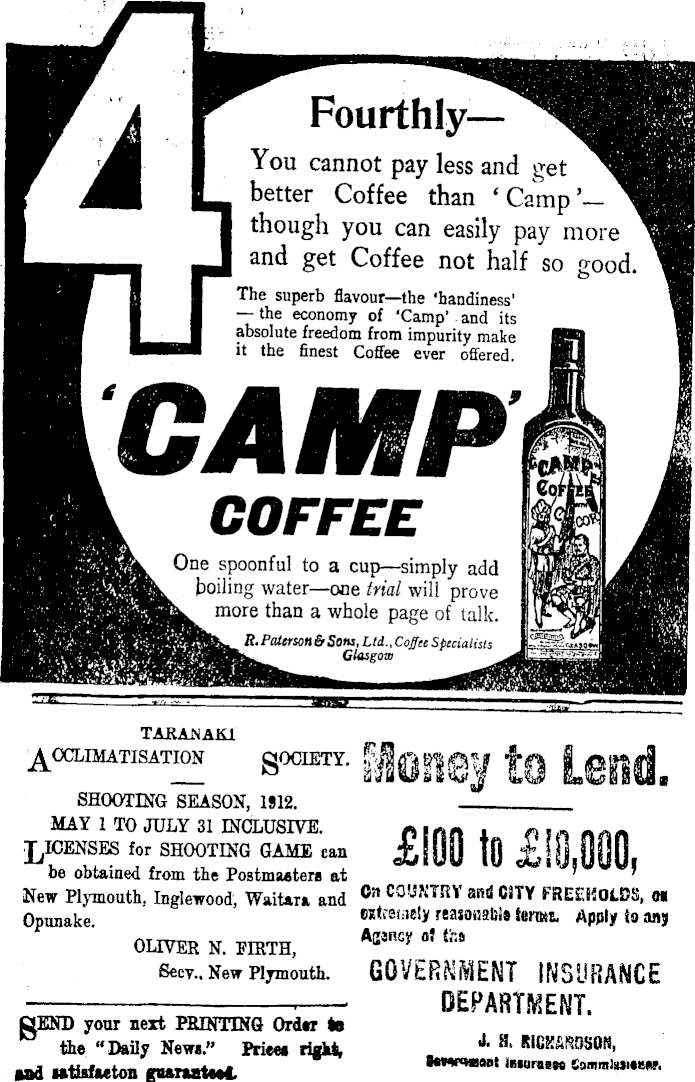 4
Fourthly—
You cannot pay less and get
better Coffee than ‘Camp’—
though you can easily pay more
and get Coffee not half so good.
The superb flavour—the ‘handiness’
—the economy of ‘Camp’ and its
absolute freedom from impurity make
it the finest Coffee ever offered.
‘CAMP’
COFFEE
One spoonful to a cup—simply add
boiling water—one trial will prove
more than a whole page of talk.
R. Paterson & Sons, Ltd., Coffee Specialists
Glasgow
"CAMP"
COFFEE
GLASGOW
TARANAKI
ACCLIMATISATION SOCIETY.
SHOOTING SEASON, 1912.
MAY 1 TO JULY 31 INCLUSIVE.
LICENSES for SHOOTING GAME can
be obtained from the Postmasters at
New Plymouth, Inglewood, Waitara and
Opunake.
OLIVER N. FIRTH,
Secy., New Plymouth.
SEND your next PRINTING Order to
the "Daily News." Prices right,
and satisfacton guaranteed.
Money to Lend.
£100 to £10,000,
On COUNTRY and CITY FREEHOLDS, on
extremely reasonable terms. Apply to any
Agency of the
GOVERNMENT INSURANCE
DEPARTMENT.
J. H. RICHARDSON,
Government Insurance Commissioner.